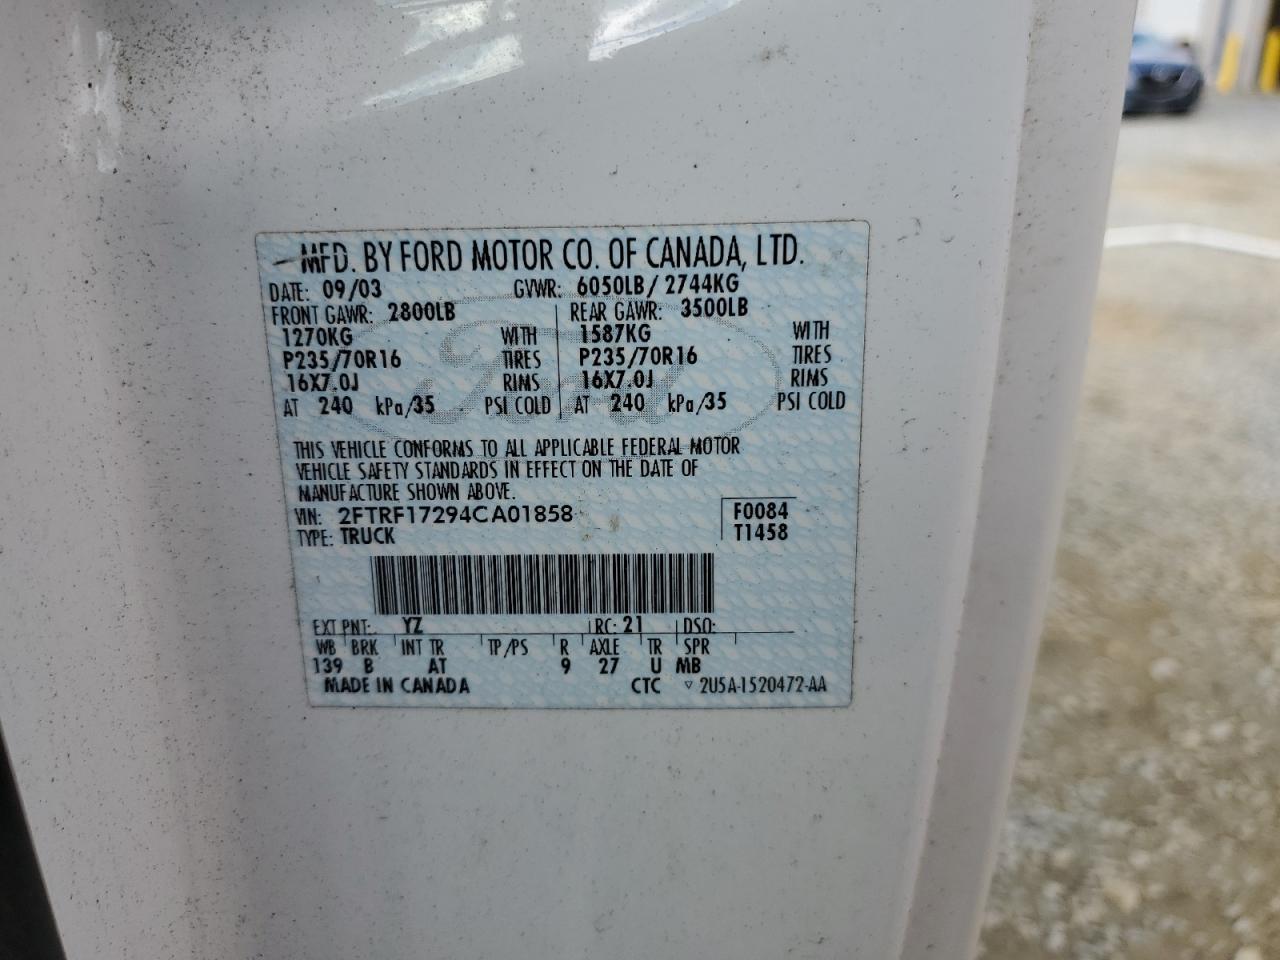 MFD. BY FORD MOTOR CO. OF CANADA, LTD.
DATE: 09/03 GVWR: 6050LB/ 2744KG
FRONT GAWR: 2800LB REAR GAWR: 3500LB
1270KG WITH 1587KG WITH
P235/70R16 TIRES P235/70R16 TIRES
16X7.0J RIMS 16X7.0J RIMS
AT 240 kPa/35 PSI COLD AT 240 kPa/35 PSI COLD
Ford
THIS VEHICLE CONFORMS TO ALL APPLICABLE FEDERAL MOTOR
VEHICLE SAFETY STANDARDS IN EFFECT ON THE DATE OF
MANUFACTURE SHOWN ABOVE.
VIN: 2FTRF17294CA01858 F0084
TYPE: TRUCK T1458
EXT PNT: YZ RC: 21 DSO:
WB BRK INT TR TP/PS R AXLE TR SPR
139 B AT 9 27 U MB
MADE IN CANADA CTC ▽ 2U5A-1520472-AA